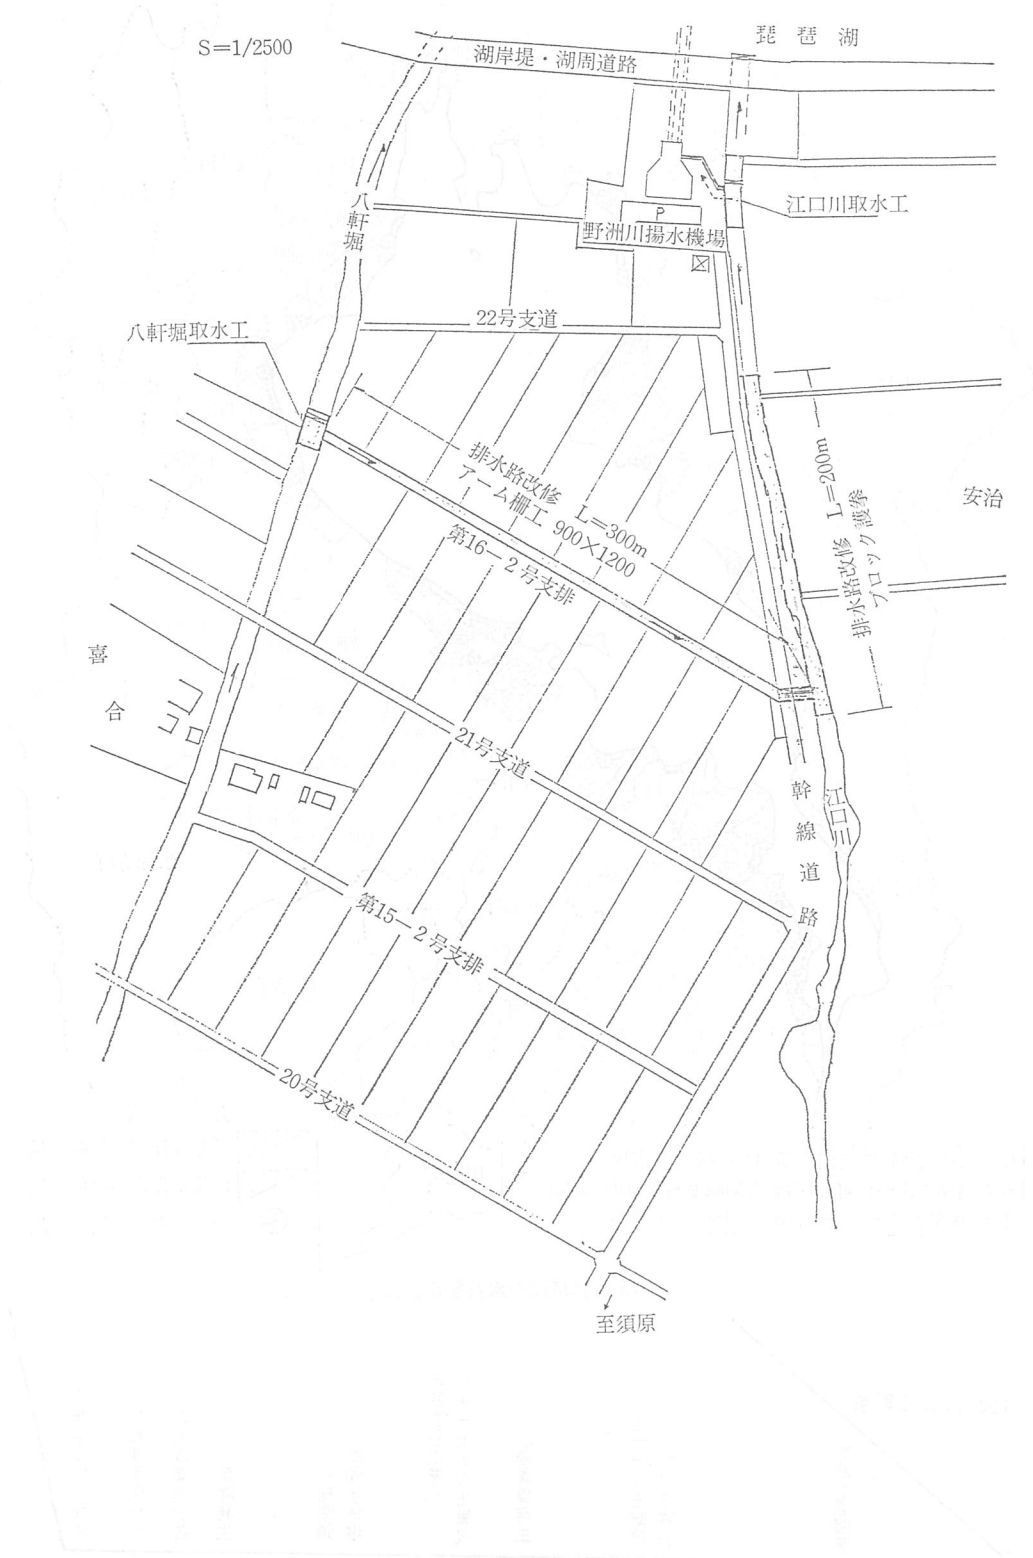 S＝1/2500
琵琶湖
湖岸堤・湖周道路
江口川取水工
八軒堀
P
野洲川揚水機場
22号支道
八軒堀取水工
排水路改修　L＝300m
アーム柵工 900×1200
第16－2号支排
排水路改修　L＝200m
ブロック護拳
安治
喜合
21号支道
幹線道路
江口川
第15－2号支排
20号支道
至須原